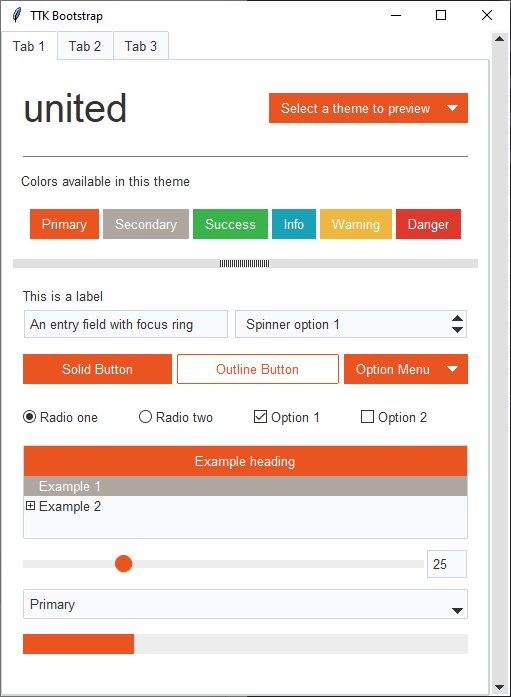 TTK Bootstrap
Tab 1 Tab 2 Tab 3
united
Select a theme to preview
Colors available in this theme
Primary Secondary Success Info Warning Danger
This is a label
An entry field with focus ring Spinner option 1
Solid Button Outline Button Option Menu
Radio one Radio two Option 1 Option 2
Example heading
Example 1
Example 2
25
Primary